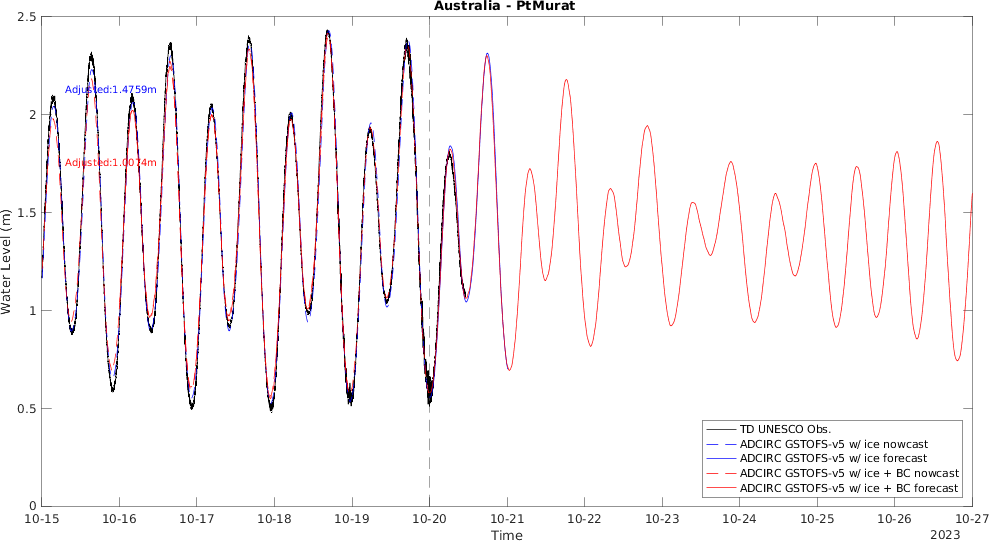 Australia - PtMurat
2.5
2
1.5
1
0.5
0
Water Level (m)
Adjusted:1.4759m
Adjusted:1.0074m
TD UNESCO Obs.
ADCIRC GSTOFS-v5 w/ ice nowcast
ADCIRC GSTOFS-v5 w/ ice forecast
ADCIRC GSTOFS-v5 w/ ice + BC nowcast
ADCIRC GSTOFS-v5 w/ ice + BC forecast
10-15 10-16 10-17 10-18 10-19 10-20 10-21 10-22 10-23 10-24 10-25 10-26 10-27
Time
2023